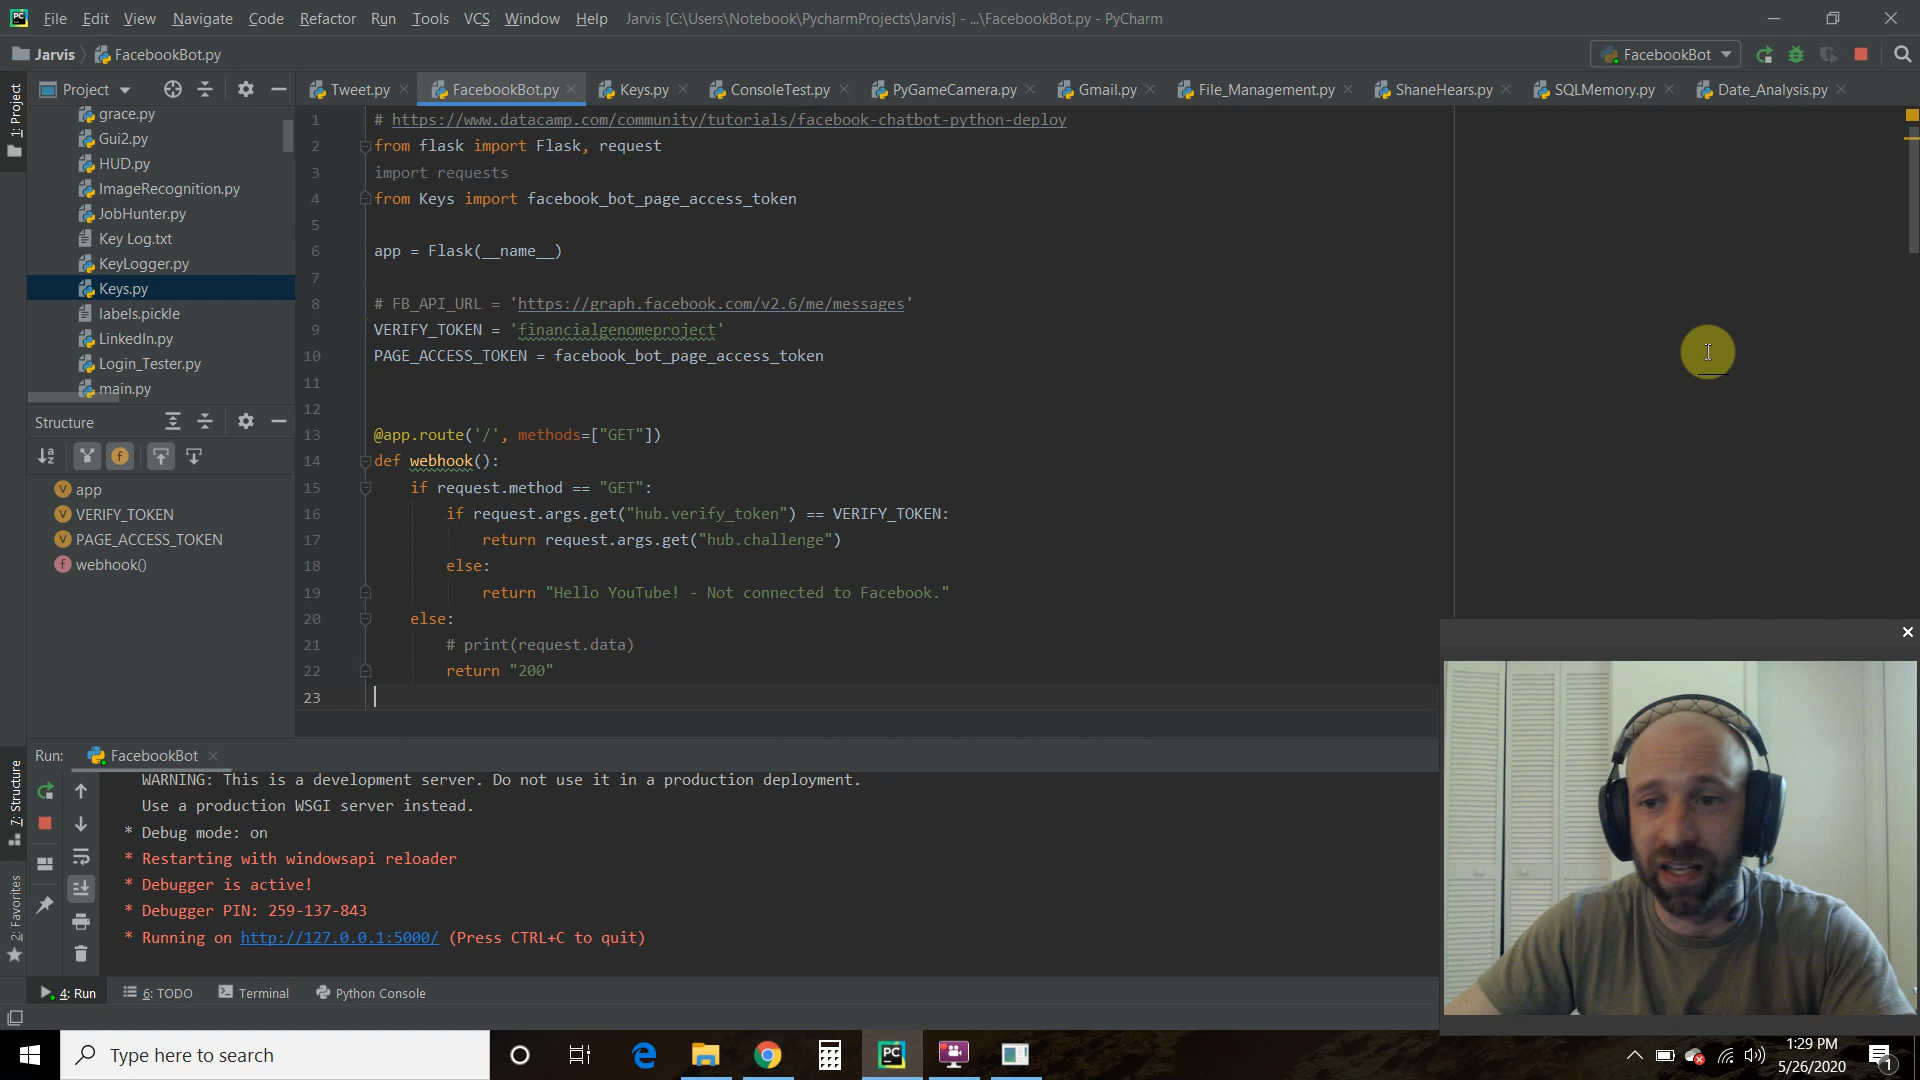 File Edit View Navigate Code Refactor Run Tools VCS Window Help Jarvis [C:\Users\Notebook\PycharmProjects\Jarvis] - ...\FacebookBot.py - PyCharm
Jarvis FacebookBot.py FacebookBot
Project
Tweet.py FacebookBot.py Keys.py ConsoleTest.py PyGameCamera.py Gmail.py File_Management.py ShaneHears.py SQLMemory.py Date_Analysis.py
1: Project
grace.py
Gui2.py
HUD.py
ImageRecognition.py
JobHunter.py
Key Log.txt
KeyLogger.py
Keys.py
labels.pickle
LinkedIn.py
Login_Tester.py
main.py
Structure
app
VERIFY_TOKEN
PAGE_ACCESS_TOKEN
webhook()
1 # https://www.datacamp.com/community/tutorials/facebook-chatbot-python-deploy
2 from flask import Flask, request
3 import requests
4 from Keys import facebook_bot_page_access_token
5
6 app = Flask(__name__)
7
8 # FB_API_URL = 'https://graph.facebook.com/v2.6/me/messages'
9 VERIFY_TOKEN = 'financialgenomeproject'
10 PAGE_ACCESS_TOKEN = facebook_bot_page_access_token
11
12
13 @app.route('/', methods=["GET"])
14 def webhook():
15 if request.method == "GET":
16 if request.args.get("hub.verify_token") == VERIFY_TOKEN:
17 return request.args.get("hub.challenge")
18 else:
19 return "Hello YouTube! - Not connected to Facebook."
20 else:
21 # print(request.data)
22 return "200"
23
7: Structure
2: Favorites
Run: FacebookBot
WARNING: This is a development server. Do not use it in a production deployment.
Use a production WSGI server instead.
* Debug mode: on
* Restarting with windowsapi reloader
* Debugger is active!
* Debugger PIN: 259-137-843
* Running on http://127.0.0.1:5000/ (Press CTRL+C to quit)
4: Run 6: TODO Terminal Python Console
Type here to search
PC
1:29 PM
5/26/2020
1